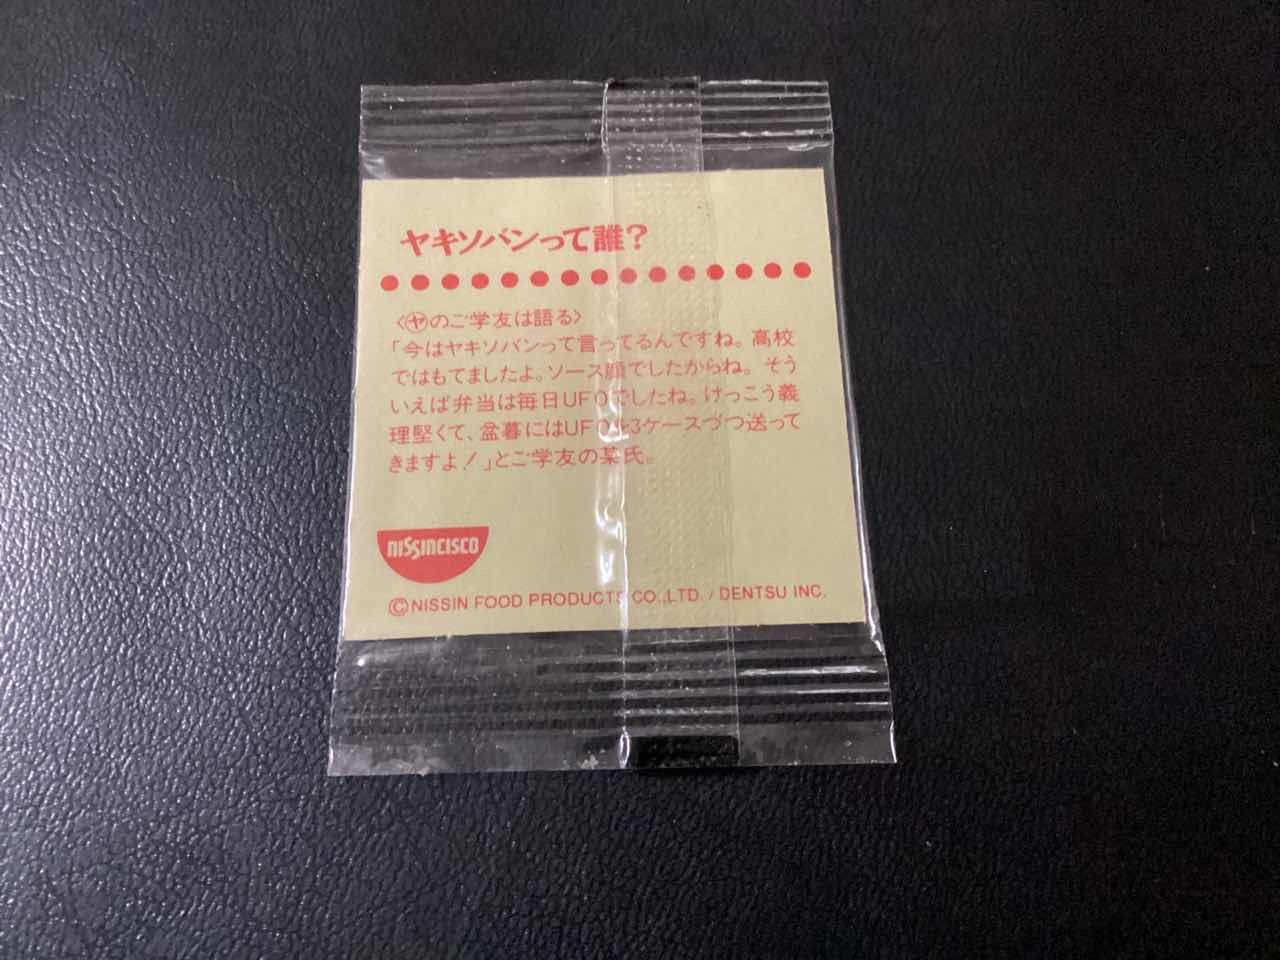 ヤキソバンって誰?
〈㋳のご学友は語る〉
「今はヤキソバンって言ってるんですね。高校
ではもてましたよ。ソース顔でしたからね。そう
いえば弁当は毎日UFOでしたね。けっこう義
理堅くて、盆暮にはUFOを3ケースづつ送って
きますよ!」とご学友の某氏。
NISSINCISCO
©NISSIN FOOD PRODUCTS CO.,LTD. / DENTSU INC.